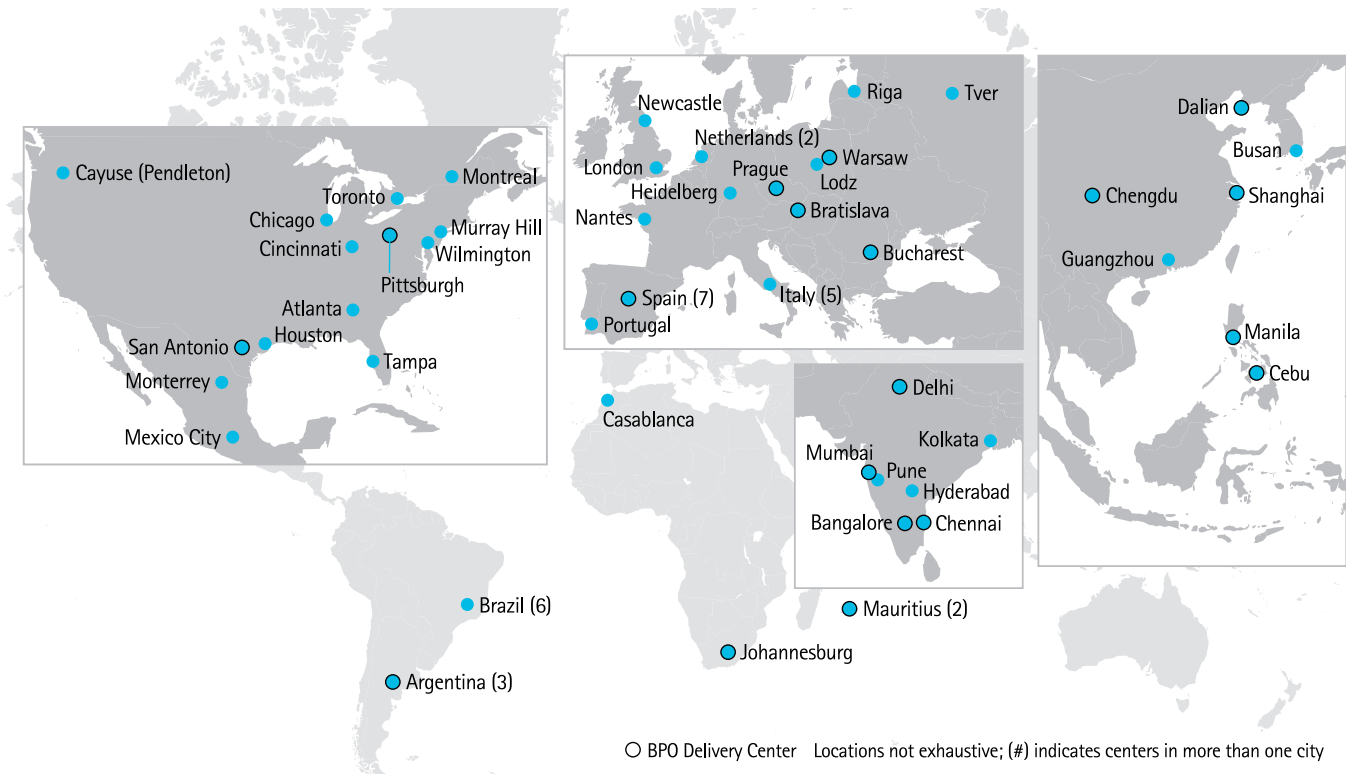 Cayuse (Pendleton)
Montreal
Toronto
Chicago
Murray Hill
Cincinnati
Wilmington
Pittsburgh
Atlanta
Houston
San Antonio
Tampa
Monterrey
Mexico City
Riga
Tver
Newcastle
Netherlands (2)
Warsaw
London
Prague
Lodz
Heidelberg
Bratislava
Nantes
Bucharest
Spain (7)
Italy (5)
Portugal
Dalian
Busan
Chengdu
Shanghai
Guangzhou
Manila
Cebu
Casablanca
Delhi
Kolkata
Mumbai
Pune
Hyderabad
Bangalore
Chennai
Brazil (6)
Mauritius (2)
Johannesburg
Argentina (3)
BPO Delivery Center Locations not exhaustive; (#) indicates centers in more than one city